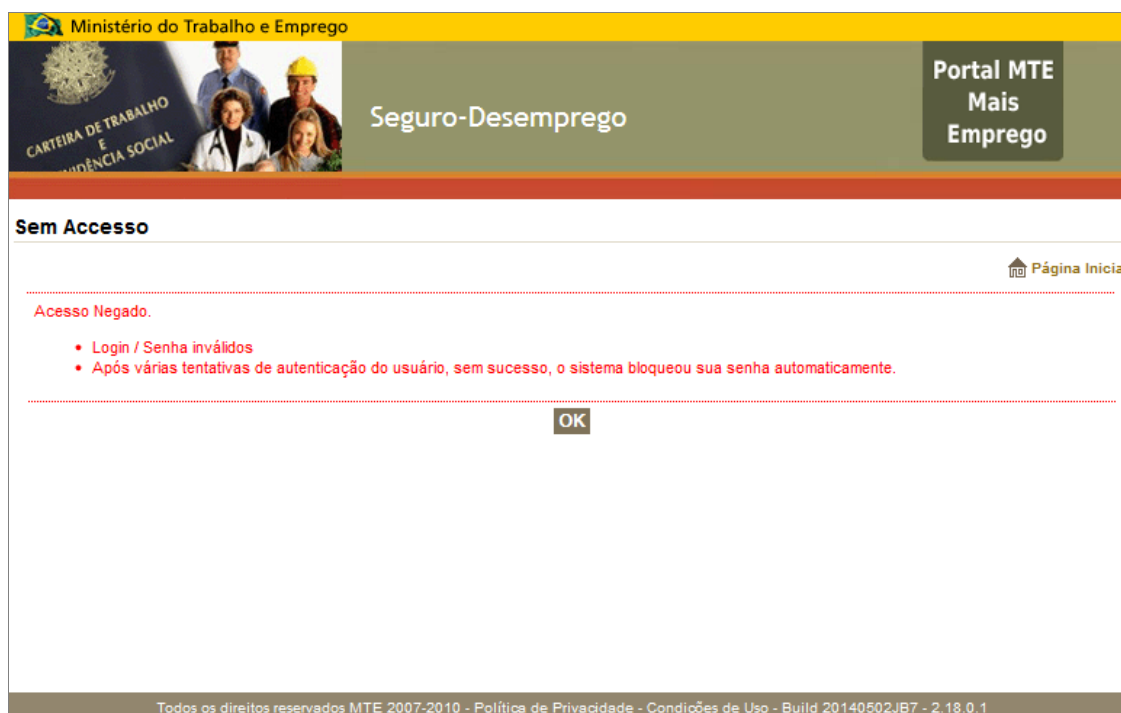 Ministério do Trabalho e Emprego
CARTEIRA DE TRABALHO
E
VIDÊNCIA SOCIAL
Seguro-Desemprego
Portal MTE
Mais
Emprego
Sem Accesso
Página Inicia
Acesso Negado.
• Login / Senha inválidos
• Após várias tentativas de autenticação do usuário, sem sucesso, o sistema bloqueou sua senha automaticamente.
OK
Todos os direitos reservados MTE 2007-2010 - Política de Privacidade - Condições de Uso - Build 20140502JB7 - 2.18.0.1